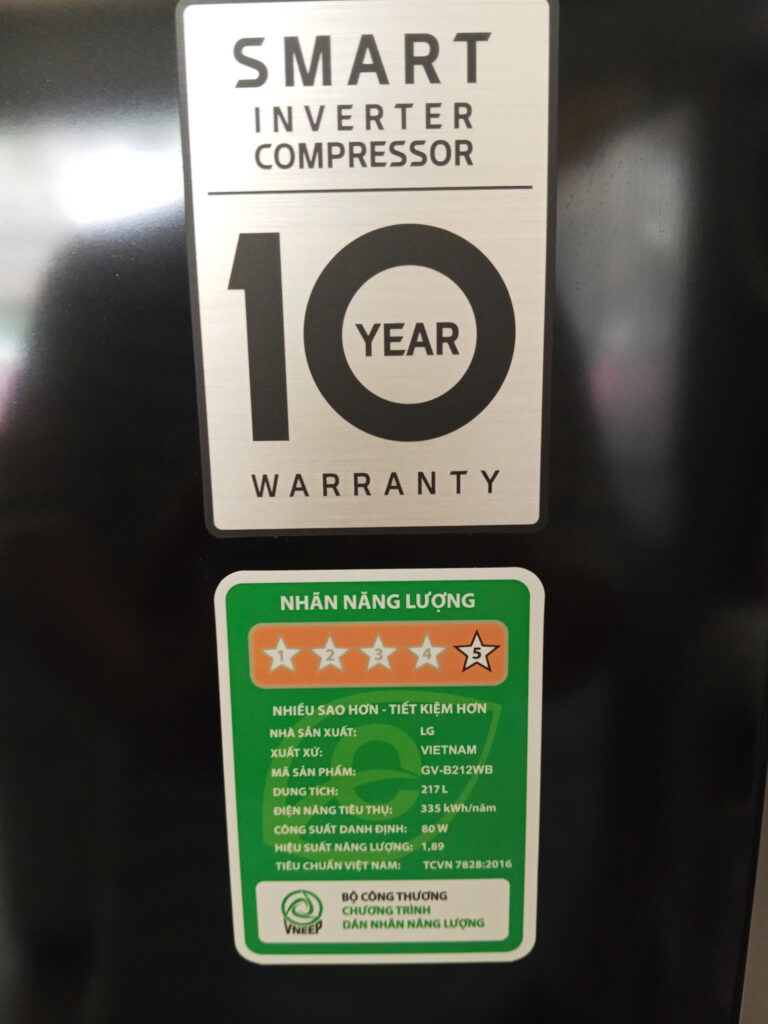 SMART
INVERTER
COMPRESSOR
10
YEAR
WARRANTY
NHÃN NĂNG LƯỢNG
1 2 3 4 5
NHIỀU SAO HƠN - TIẾT KIỆM HƠN
NHÀ SẢN XUẤT: LG
XUẤT XỨ: VIETNAM
MÃ SẢN PHẨM: GV-B212WB
DUNG TÍCH: 217 L
ĐIỆN NĂNG TIÊU THỤ: 335 kWh/năm
CÔNG SUẤT DANH ĐỊNH: 80 W
HIỆU SUẤT NĂNG LƯỢNG: 1,89
TIÊU CHUẨN VIỆT NAM: TCVN 7828:2016
VNEEP
BỘ CÔNG THƯƠNG
CHƯƠNG TRÌNH
DÁN NHÃN NĂNG LƯỢNG